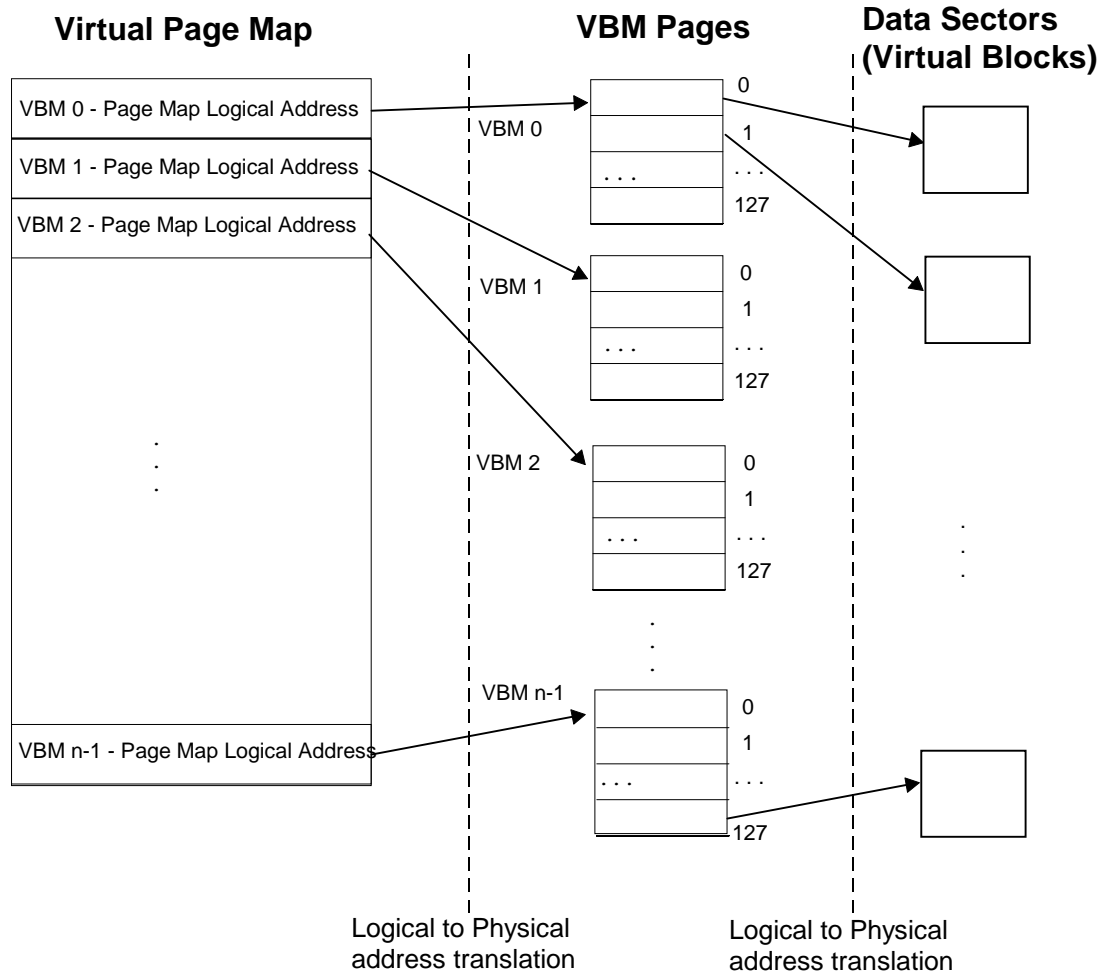 Virtual Page Map
VBM Pages
Data Sectors
(Virtual Blocks)
VBM 0 - Page Map Logical Address
VBM 1 - Page Map Logical Address
VBM 2 - Page Map Logical Address
.
.
.
VBM n-1 - Page Map Logical Address
VBM 0
0
1
. . .
. . .
127
VBM 1
0
1
. . .
. . .
127
VBM 2
0
1
. . .
. . .
127
.
.
.
VBM n-1
0
1
. . .
. . .
127
.
.
.
Logical to Physical
address translation
Logical to Physical
address translation